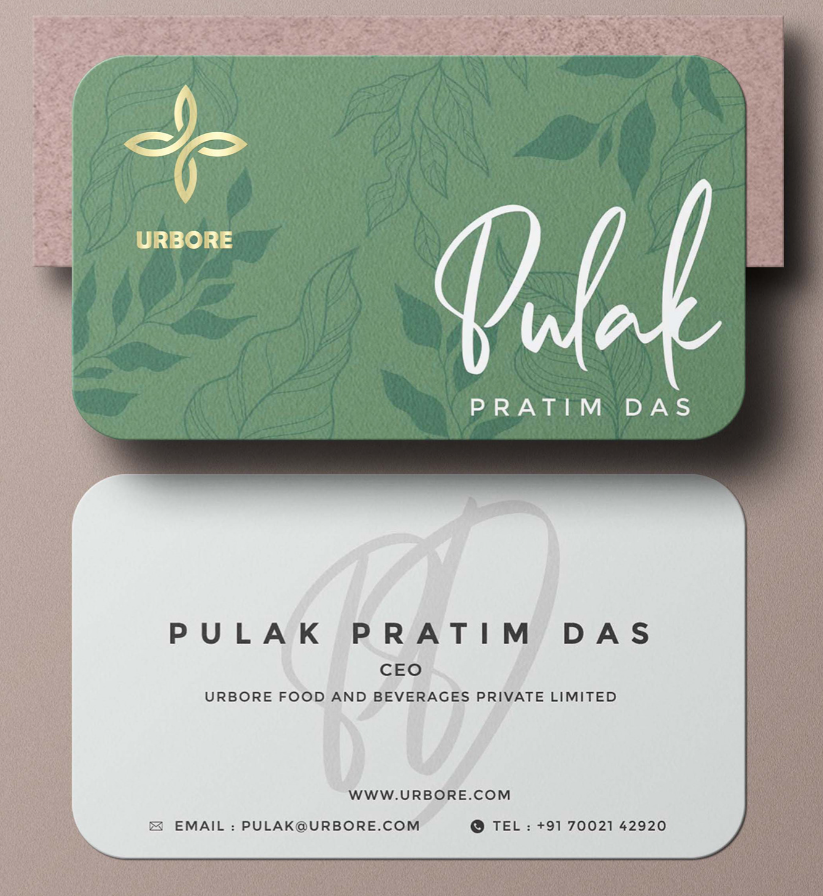 URBORE
Pulak
PRATIM DAS
PULAK PRATIM DAS
CEO
URBORE FOOD AND BEVERAGES PRIVATE LIMITED
WWW.URBORE.COM
EMAIL : PULAK@URBORE.COM TEL : +91 70021 42920